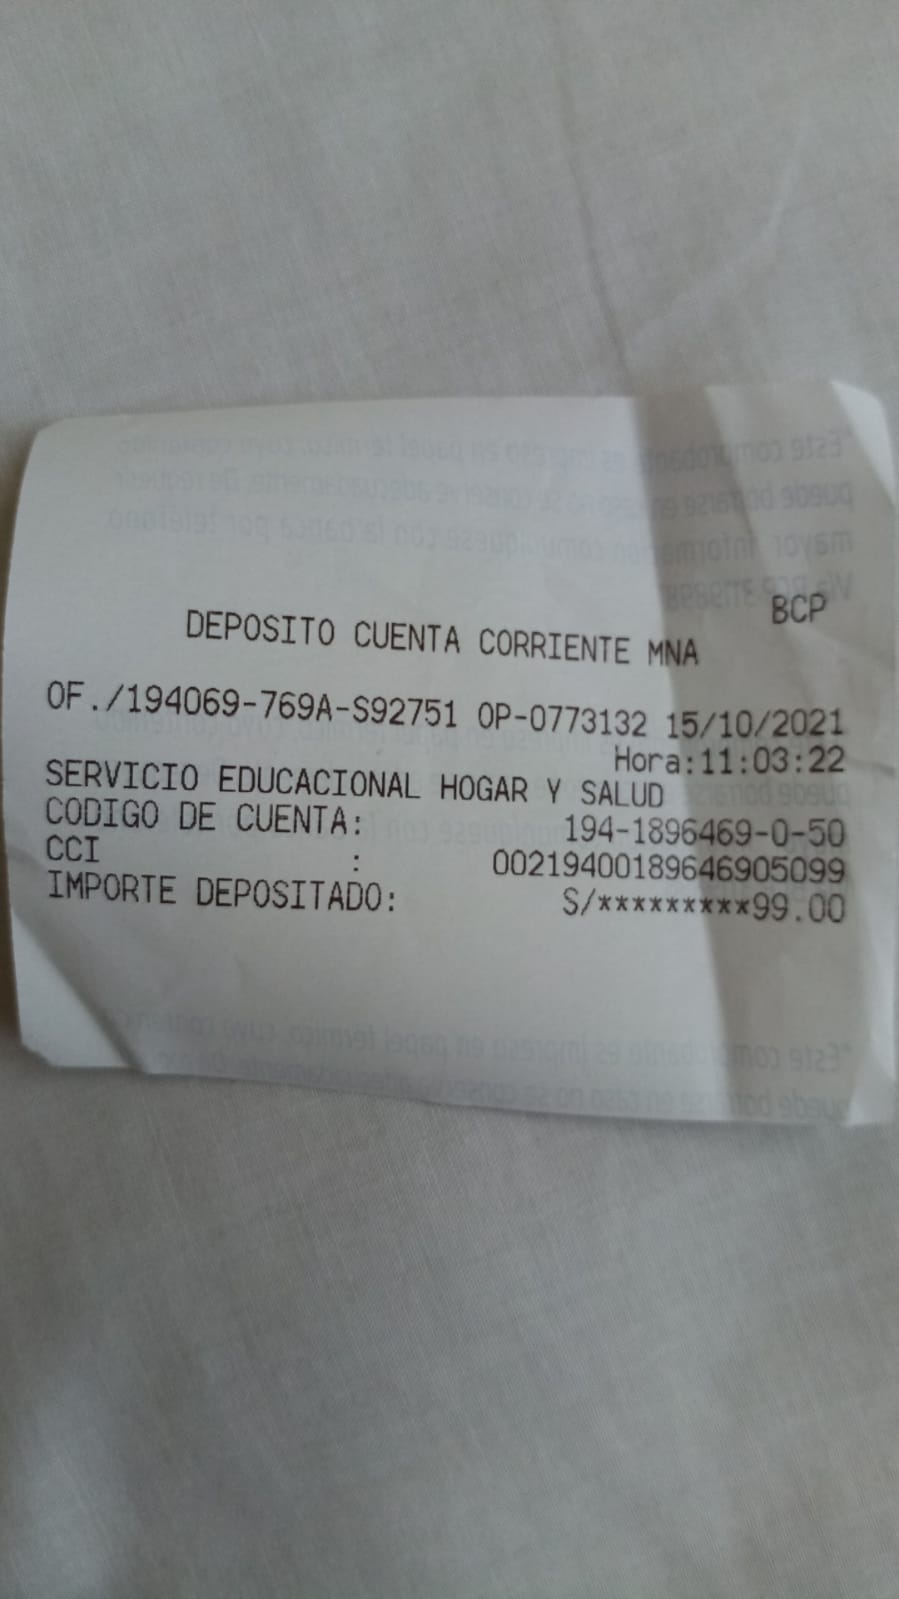 BCP
DEPOSITO CUENTA CORRIENTE MNA
OF./194069-769A-S92751 OP-0773132 15/10/2021
Hora:11:03:22
SERVICIO EDUCACIONAL HOGAR Y SALUD
CODIGO DE CUENTA: 194-1896469-0-50
CCI : 00219400189646905099
IMPORTE DEPOSITADO: S/*********99.00